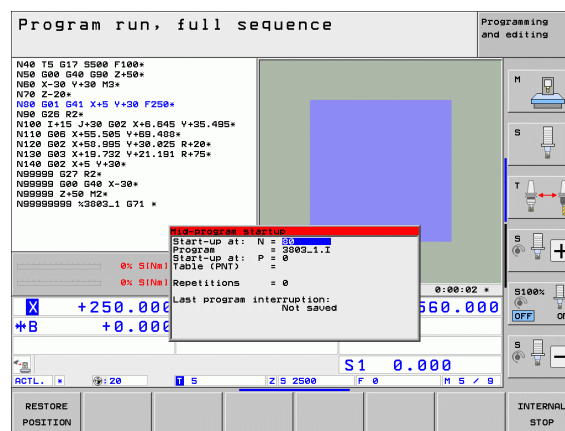 Program run, full sequence
Programming
and editing
N40 T5 G17 S500 F100*
N50 G00 G40 G90 Z+50*
N60 X-30 Y+30 M3*
N70 Z-20*
N80 G01 G41 X+5 Y+30 F250*
N90 G26 R2*
N100 I+15 J+30 G02 X+6.645 Y+35.495*
N110 G06 X+55.505 Y+69.488*
N120 G02 X+58.995 Y+30.025 R+20*
N130 G03 X+19.732 Y+21.191 R+75*
N140 G02 X+5 Y+30*
N99999 G27 R2*
N99999 G00 G40 X-30*
N99999 Z+50 M2*
N99999999 %3803_1 G71 *
M
S
T
S
Mid-program startup
Start-up at: N = 90
Program = 3803_1.I
Start-up at: P = 0
Table (PNT) =
Repetitions = 0
Last program interruption:
Not saved
0% S[Nm]
0% S[Nm]
0:00:02 *
S100%
OFF
X +250.000
560.000
B +0.000
S
S1 0.000
ACTL.
* : 20
T 5
Z S 2500
F 0
M 5 / 9
RESTORE
POSITION
INTERNAL
STOP